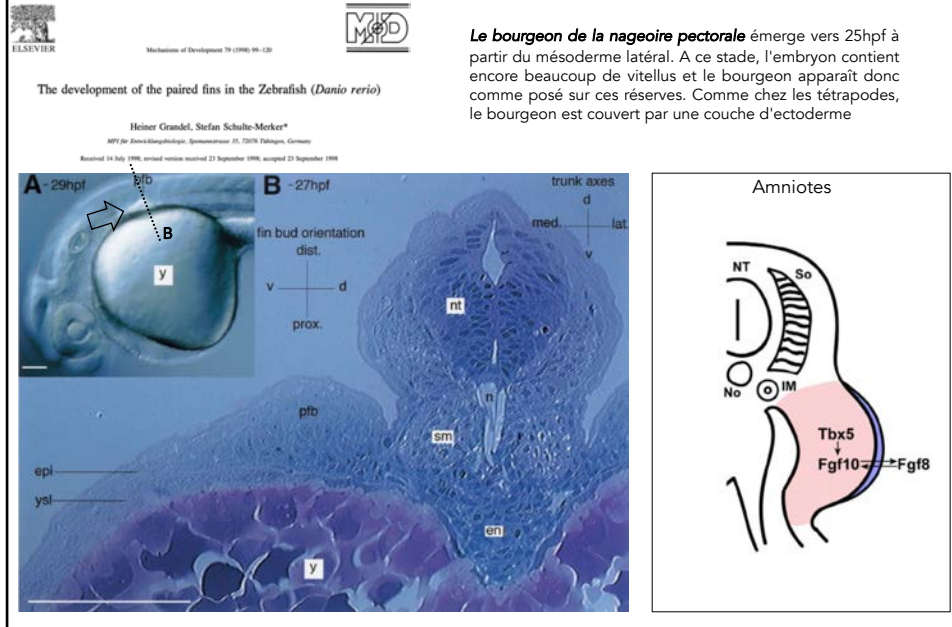 ELSEVIER
Mechanisms of Development 79 (1998) 99–120
The development of the paired fins in the Zebrafish (Danio rerio)
Heiner Grandel, Stefan Schulte-Merker*
MPI für Entwicklungsbiologie, Spemannstrasse 35, 72076 Tübingen, Germany
Received 14 July 1998; revised version received 23 September 1998; accepted 23 September 1998
Le bourgeon de la nageoire pectorale émerge vers 25hpf à
partir du mésoderme latéral. A ce stade, l'embryon contient
encore beaucoup de vitellus et le bourgeon apparaît donc
comme posé sur ces réserves. Comme chez les tétrapodes,
le bourgeon est couvert par une couche d'ectoderme
A -29hpf
pfb
B
y
B -27hpf
trunk axes
d
med.
lat.
v
fin bud orientation
dist.
v
d
prox.
nt
n
pfb
sm
epi
ysl
en
y
Amniotes
NT
So
No
IM
Tbx5
Fgf10
Fgf8